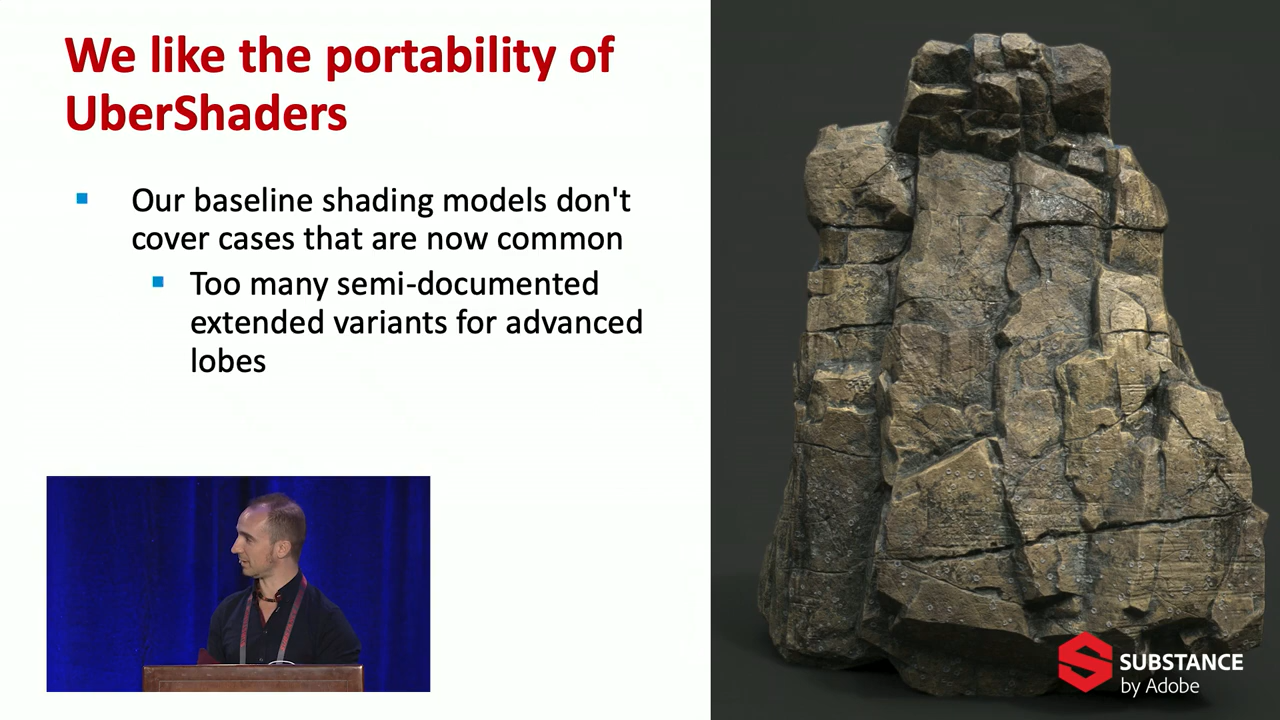 We like the portability of
UberShaders
Our baseline shading models don't
cover cases that are now common
Too many semi-documented
extended variants for advanced
lobes
SUBSTANCE
by Adobe